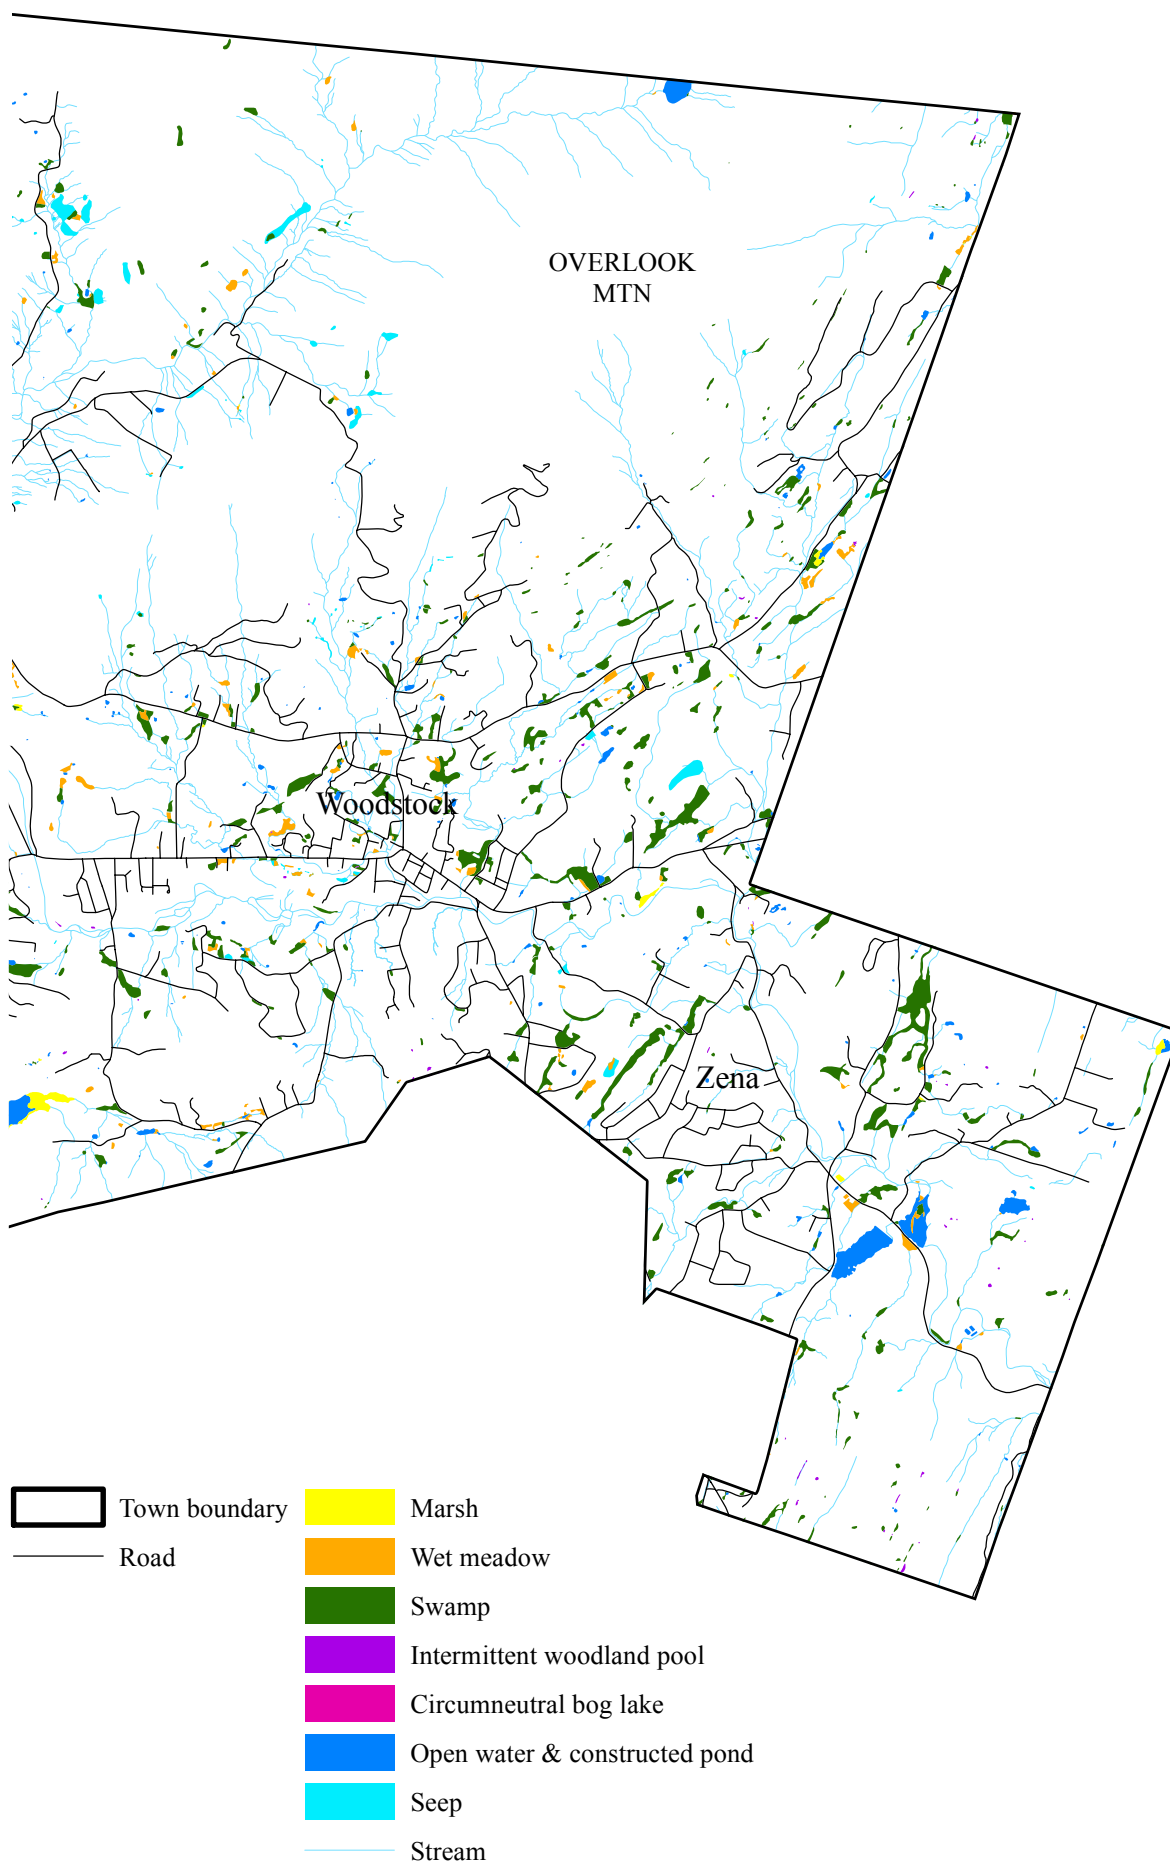 OVERLOOK
MTN
Woodstock
Zena
Town boundary
Road
Marsh
Wet meadow
Swamp
Intermittent woodland pool
Circumneutral bog lake
Open water & constructed pond
Seep
Stream